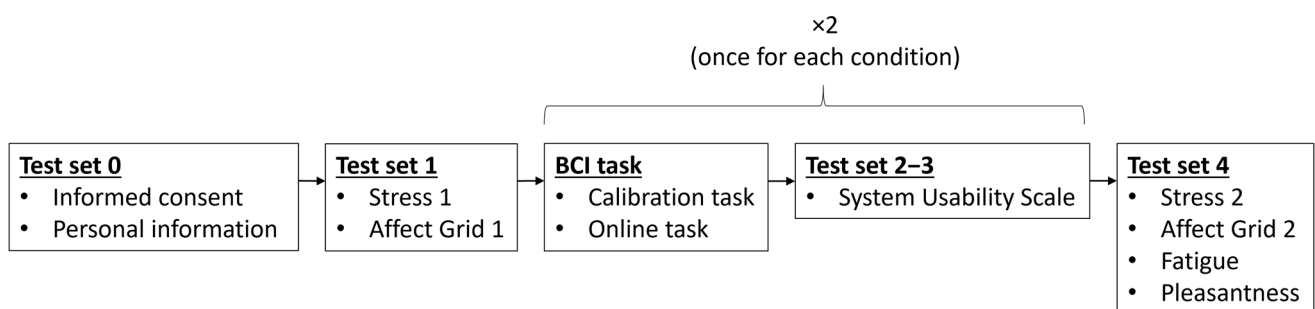 ×2
(once for each condition)
Test set 0
• Informed consent
• Personal information
Test set 1
• Stress 1
• Affect Grid 1
BCI task
• Calibration task
• Online task
Test set 2–3
• System Usability Scale
Test set 4
• Stress 2
• Affect Grid 2
• Fatigue
• Pleasantness